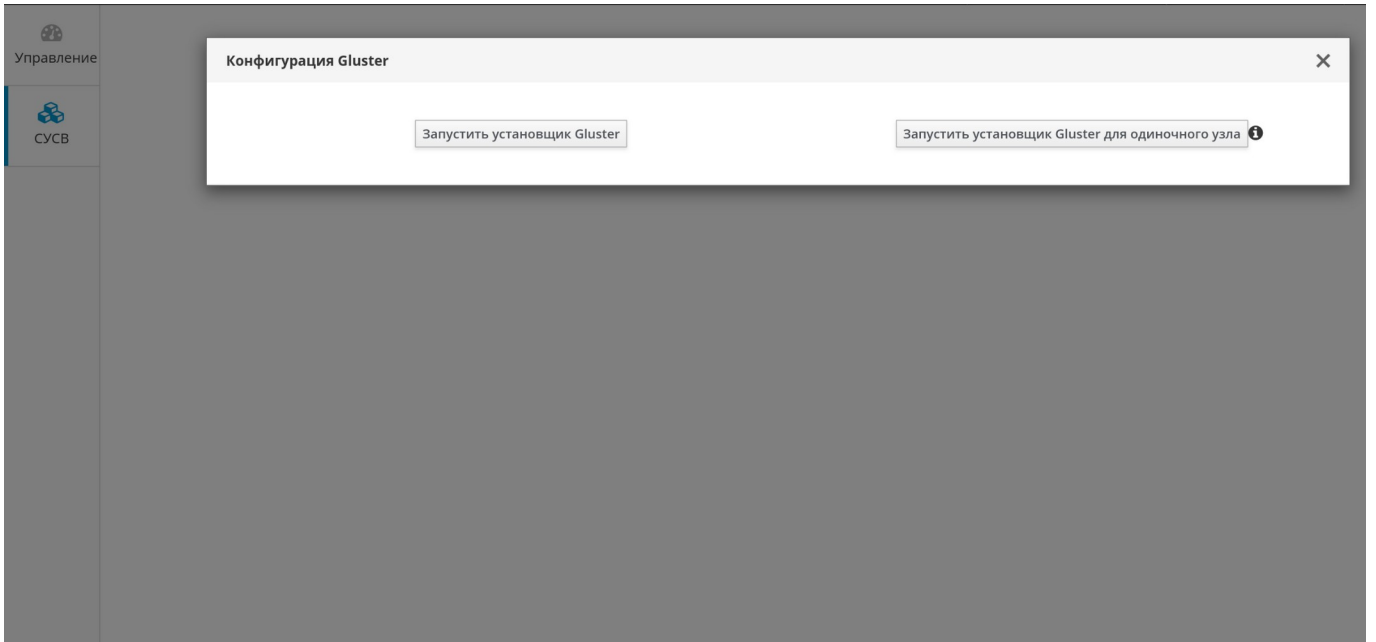 Управление
СУСВ
Конфигурация Gluster
Запустить установщик Gluster
Запустить установщик Gluster для одиночного узла